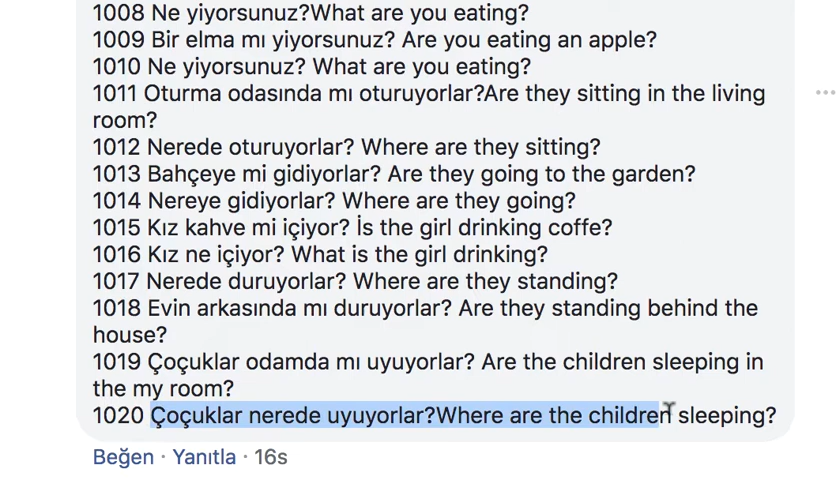 1008 Ne yiyorsunuz?What are you eating?
1009 Bir elma mı yiyorsunuz? Are you eating an apple?
1010 Ne yiyorsunuz? What are you eating?
1011 Oturma odasında mı oturuyorlar?Are they sitting in the living
room?
1012 Nerede oturuyorlar? Where are they sitting?
1013 Bahçeye mi gidiyorlar? Are they going to the garden?
1014 Nereye gidiyorlar? Where are they going?
1015 Kız kahve mi içiyor? İs the girl drinking coffe?
1016 Kız ne içiyor? What is the girl drinking?
1017 Nerede duruyorlar? Where are they standing?
1018 Evin arkasında mı duruyorlar? Are they standing behind the
house?
1019 Çoçuklar odamda mı uyuyorlar? Are the children sleeping in
the my room?
1020 Çoçuklar nerede uyuyorlar?Where are the children sleeping?
Beğen · Yanıtla · 16s